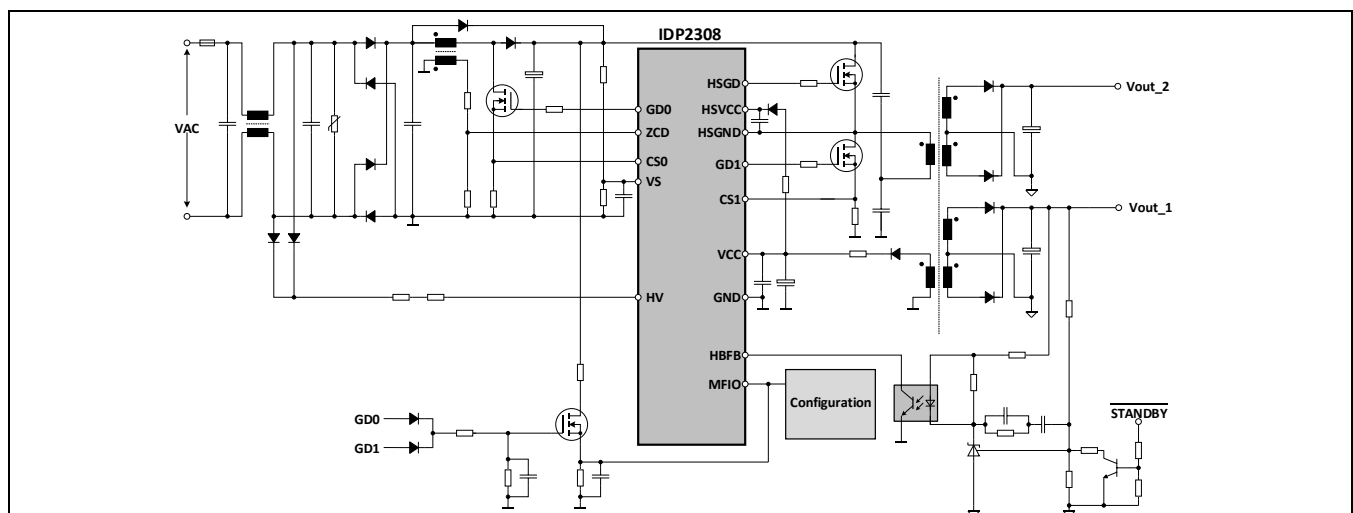 IDP2308
VAC
GD0
ZCD
CS0
VS
HV
HSGD
HSVCC
HSGND
GD1
CS1
VCC
GND
HBFB
MFIO
Vout_2
Vout_1
Configuration
STANDBY
GD0
GD1